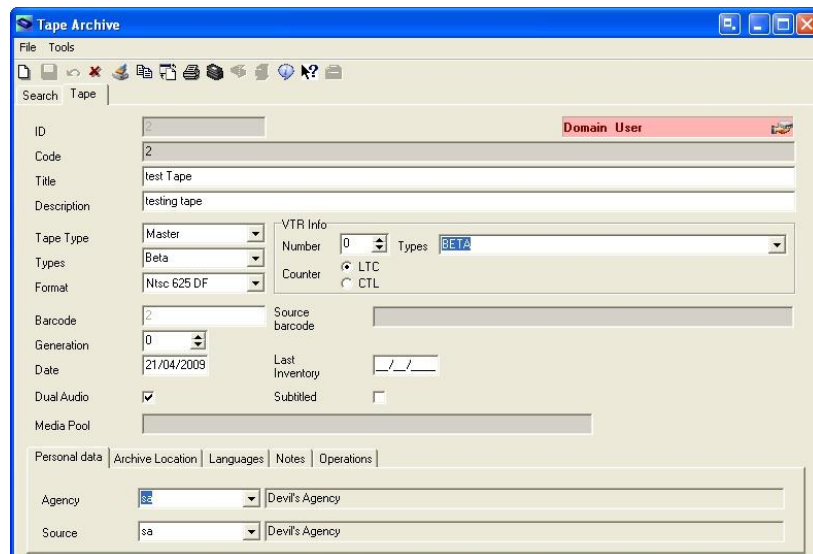 Tape Archive
File Tools
Search Tape
ID 2 Domain User
Code 2
Title test Tape
Description testing tape
VTR Info
Tape Type Master
Number 0 Types BETA
Types Beta
Counter LTC
CTL
Format Ntsc 625 DF
Barcode 2 Source barcode
Generation 0
Date 21/04/2009 Last Inventory __/__/____
Dual Audio Subtitled
Media Pool
Personal data Archive Location Languages Notes Operations
Agency sa Devil's Agency
Source sa Devil's Agency